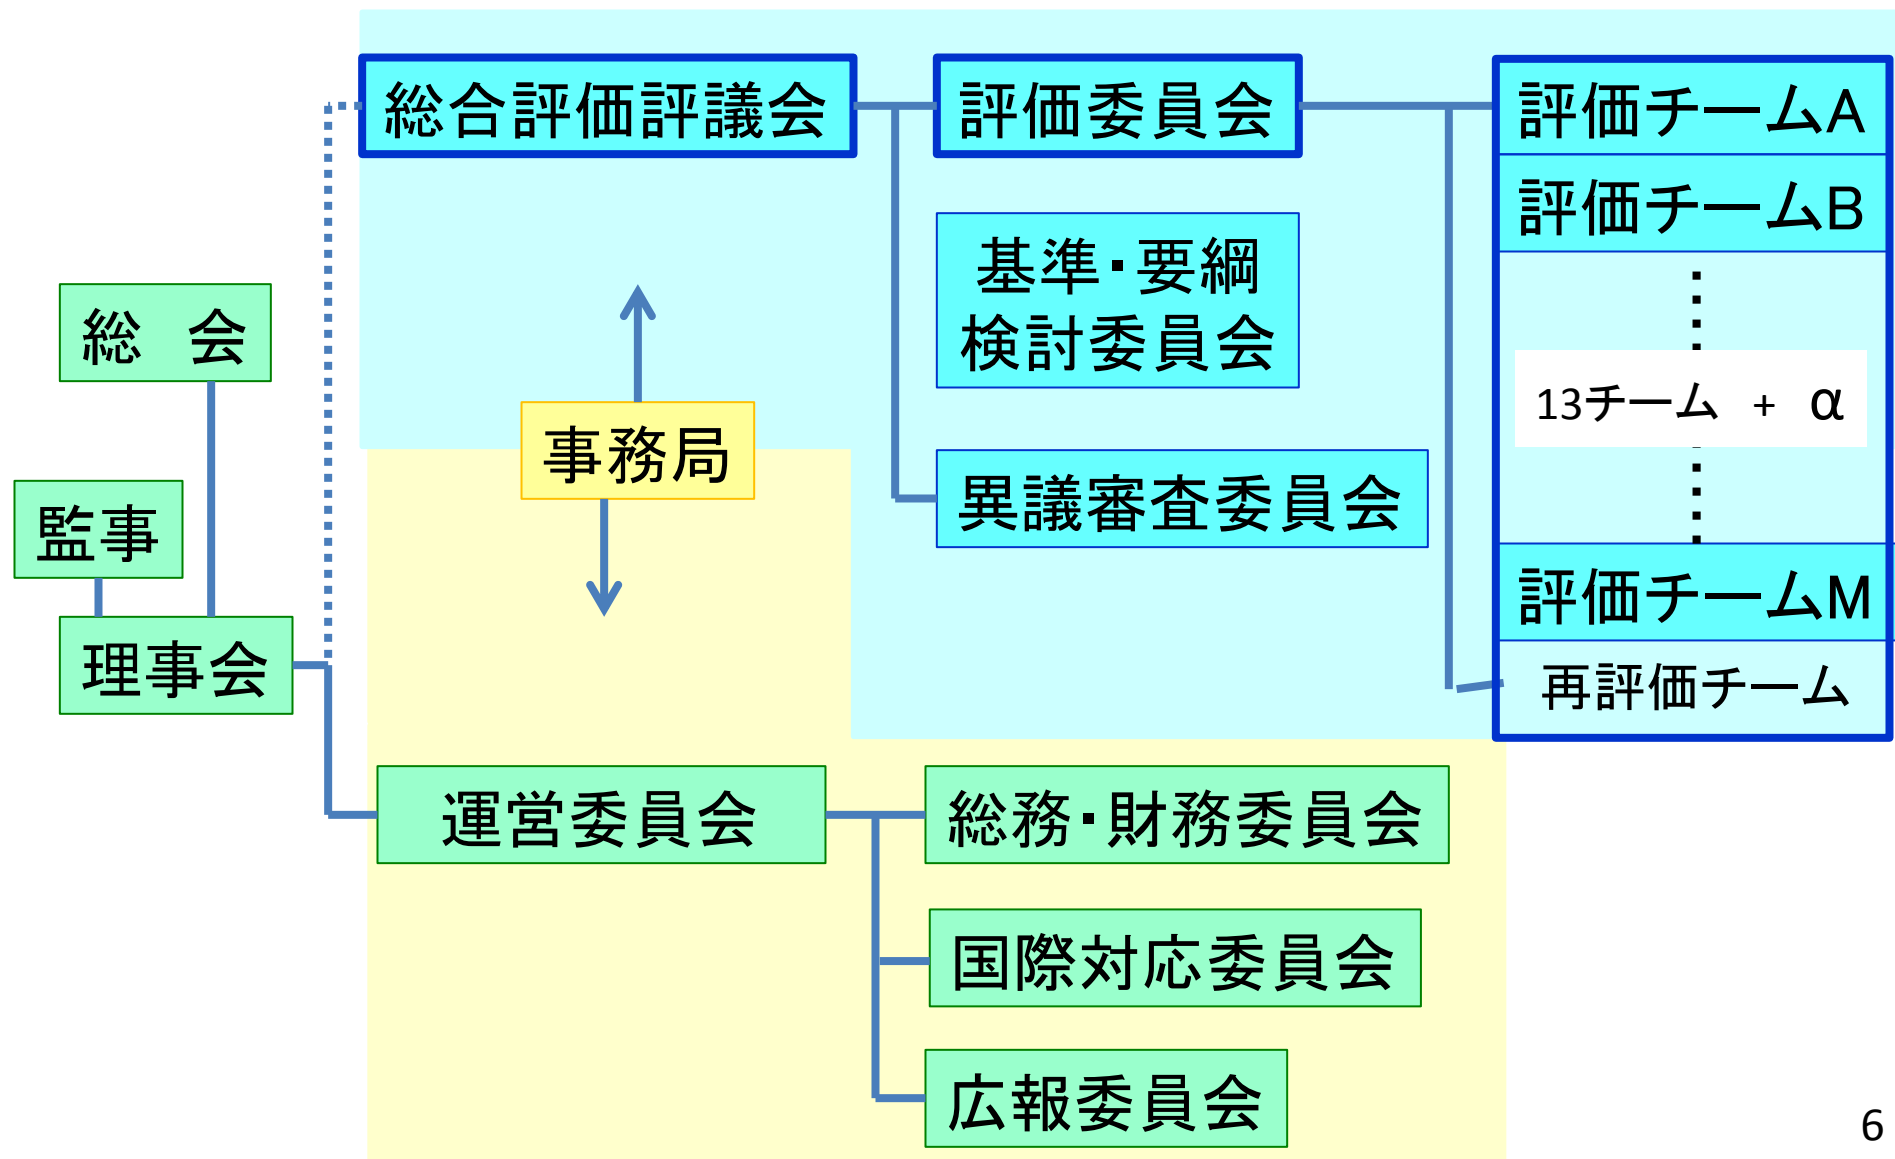 総合評価評議会
評価委員会
評価チームA
評価チームB
基準・要綱
検討委員会
総　会
13チーム　+　α
事務局
異議審査委員会
監事
評価チームM
理事会
再評価チーム
運営委員会
総務・財務委員会
国際対応委員会
広報委員会
6